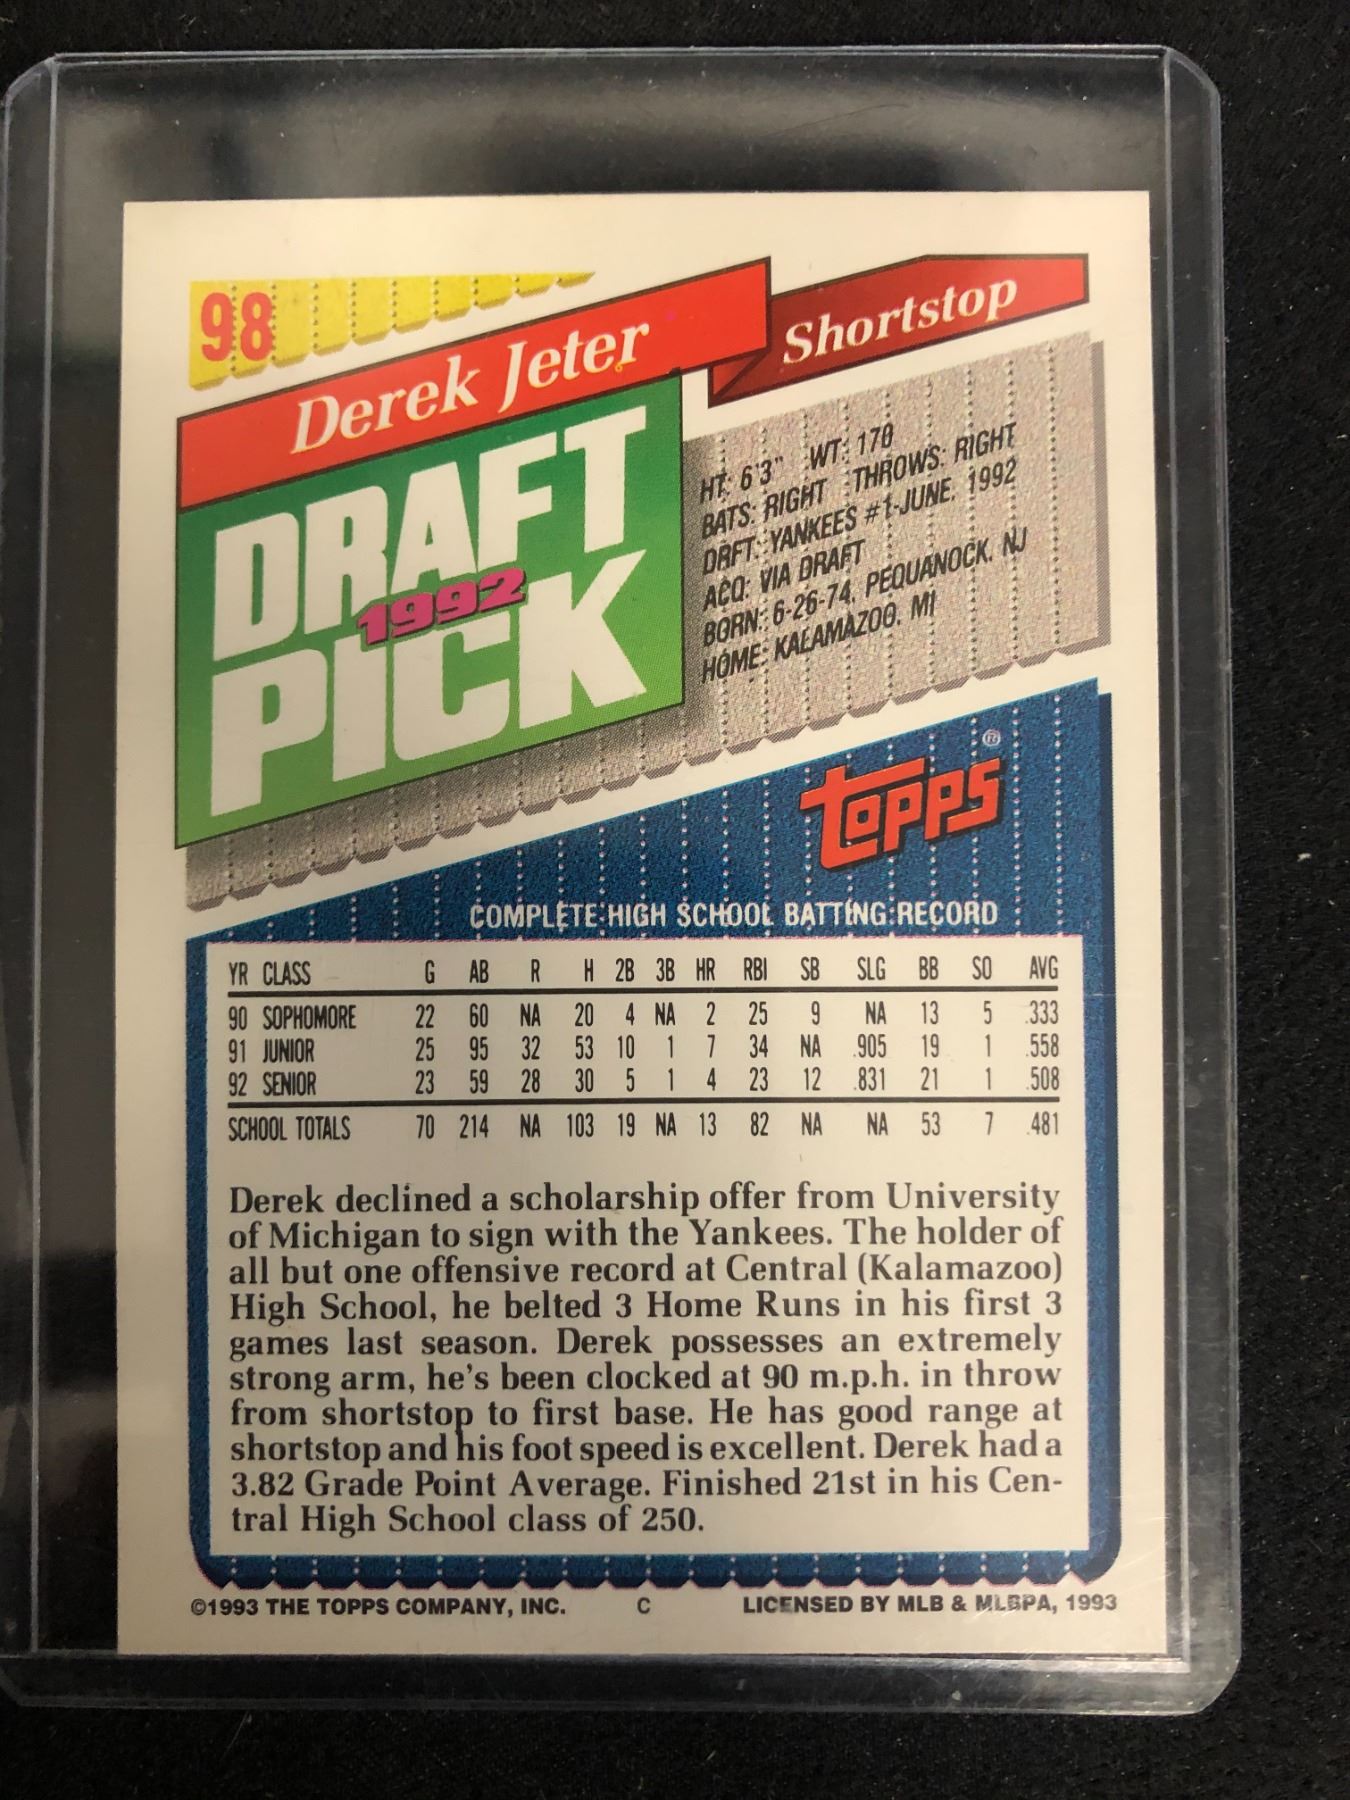 98
Derek Jeter
Shortstop
DRAFT
1992
PICK
HT: 6'3" WT: 170
BATS: RIGHT THROWS: RIGHT
DRFT: YANKEES #1-JUNE, 1992
ACQ: VIA DRAFT
BORN: 6-26-74, PEQUANOCK, NJ
HOME: KALAMAZOO, MI
TOPPS®
COMPLETE HIGH SCHOOL BATTING RECORD
YR CLASS G AB R H 2B 3B HR RBI SB SLG BB SO AVG
90 SOPHOMORE 22 60 NA 20 4 NA 2 25 9 NA 13 5 .333
91 JUNIOR 25 95 32 53 10 1 7 34 NA .905 19 1 .558
92 SENIOR 23 59 28 30 5 1 4 23 12 .831 21 1 .508
SCHOOL TOTALS 70 214 NA 103 19 NA 13 82 NA NA 53 7 .481
Derek declined a scholarship offer from University
of Michigan to sign with the Yankees. The holder of
all but one offensive record at Central (Kalamazoo)
High School, he belted 3 Home Runs in his first 3
games last season. Derek possesses an extremely
strong arm, he's been clocked at 90 m.p.h. in throw
from shortstop to first base. He has good range at
shortstop and his foot speed is excellent. Derek had a
3.82 Grade Point Average. Finished 21st in his Cen-
tral High School class of 250.
©1993 THE TOPPS COMPANY, INC. C LICENSED BY MLB & MLBPA, 1993